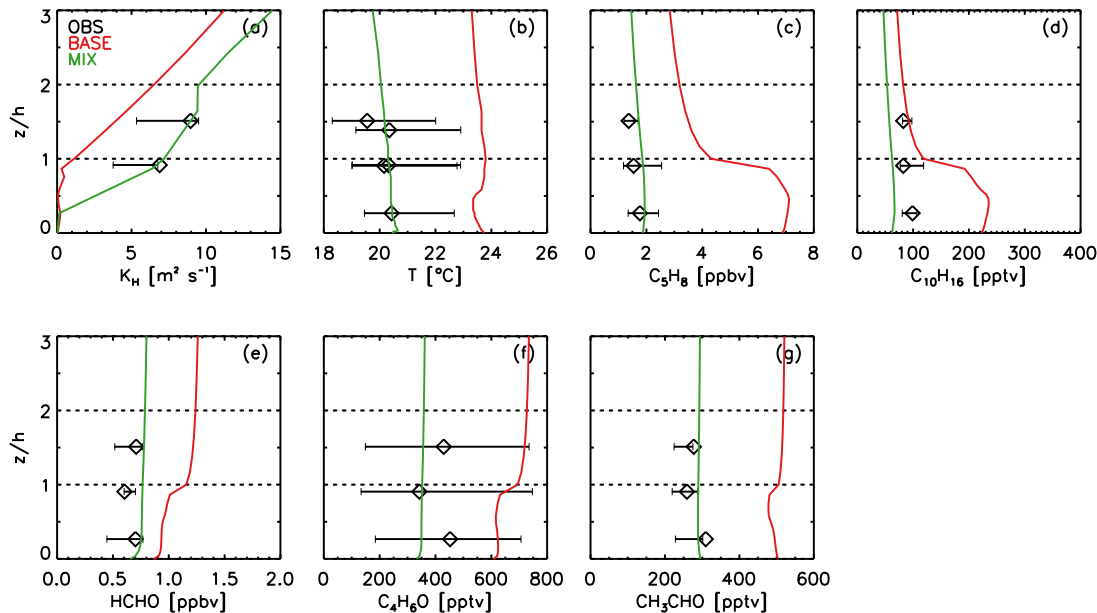 3
2
1
0
z/h
OBS
BASE
MIX
(a)
0 5 10 15
K_H [m² s⁻¹]
(b)
18 20 22 24 26
T [°C]
(c)
0 2 4 6 8
C₅H₈ [ppbv]
(d)
0 100 200 300 400
C₁₀H₁₆ [pptv]
3
2
1
0
z/h
(e)
0.0 0.5 1.0 1.5 2.0
HCHO [ppbv]
(f)
0 200 400 600 800
C₄H₆O [pptv]
(g)
0 200 400 600
CH₃CHO [pptv]